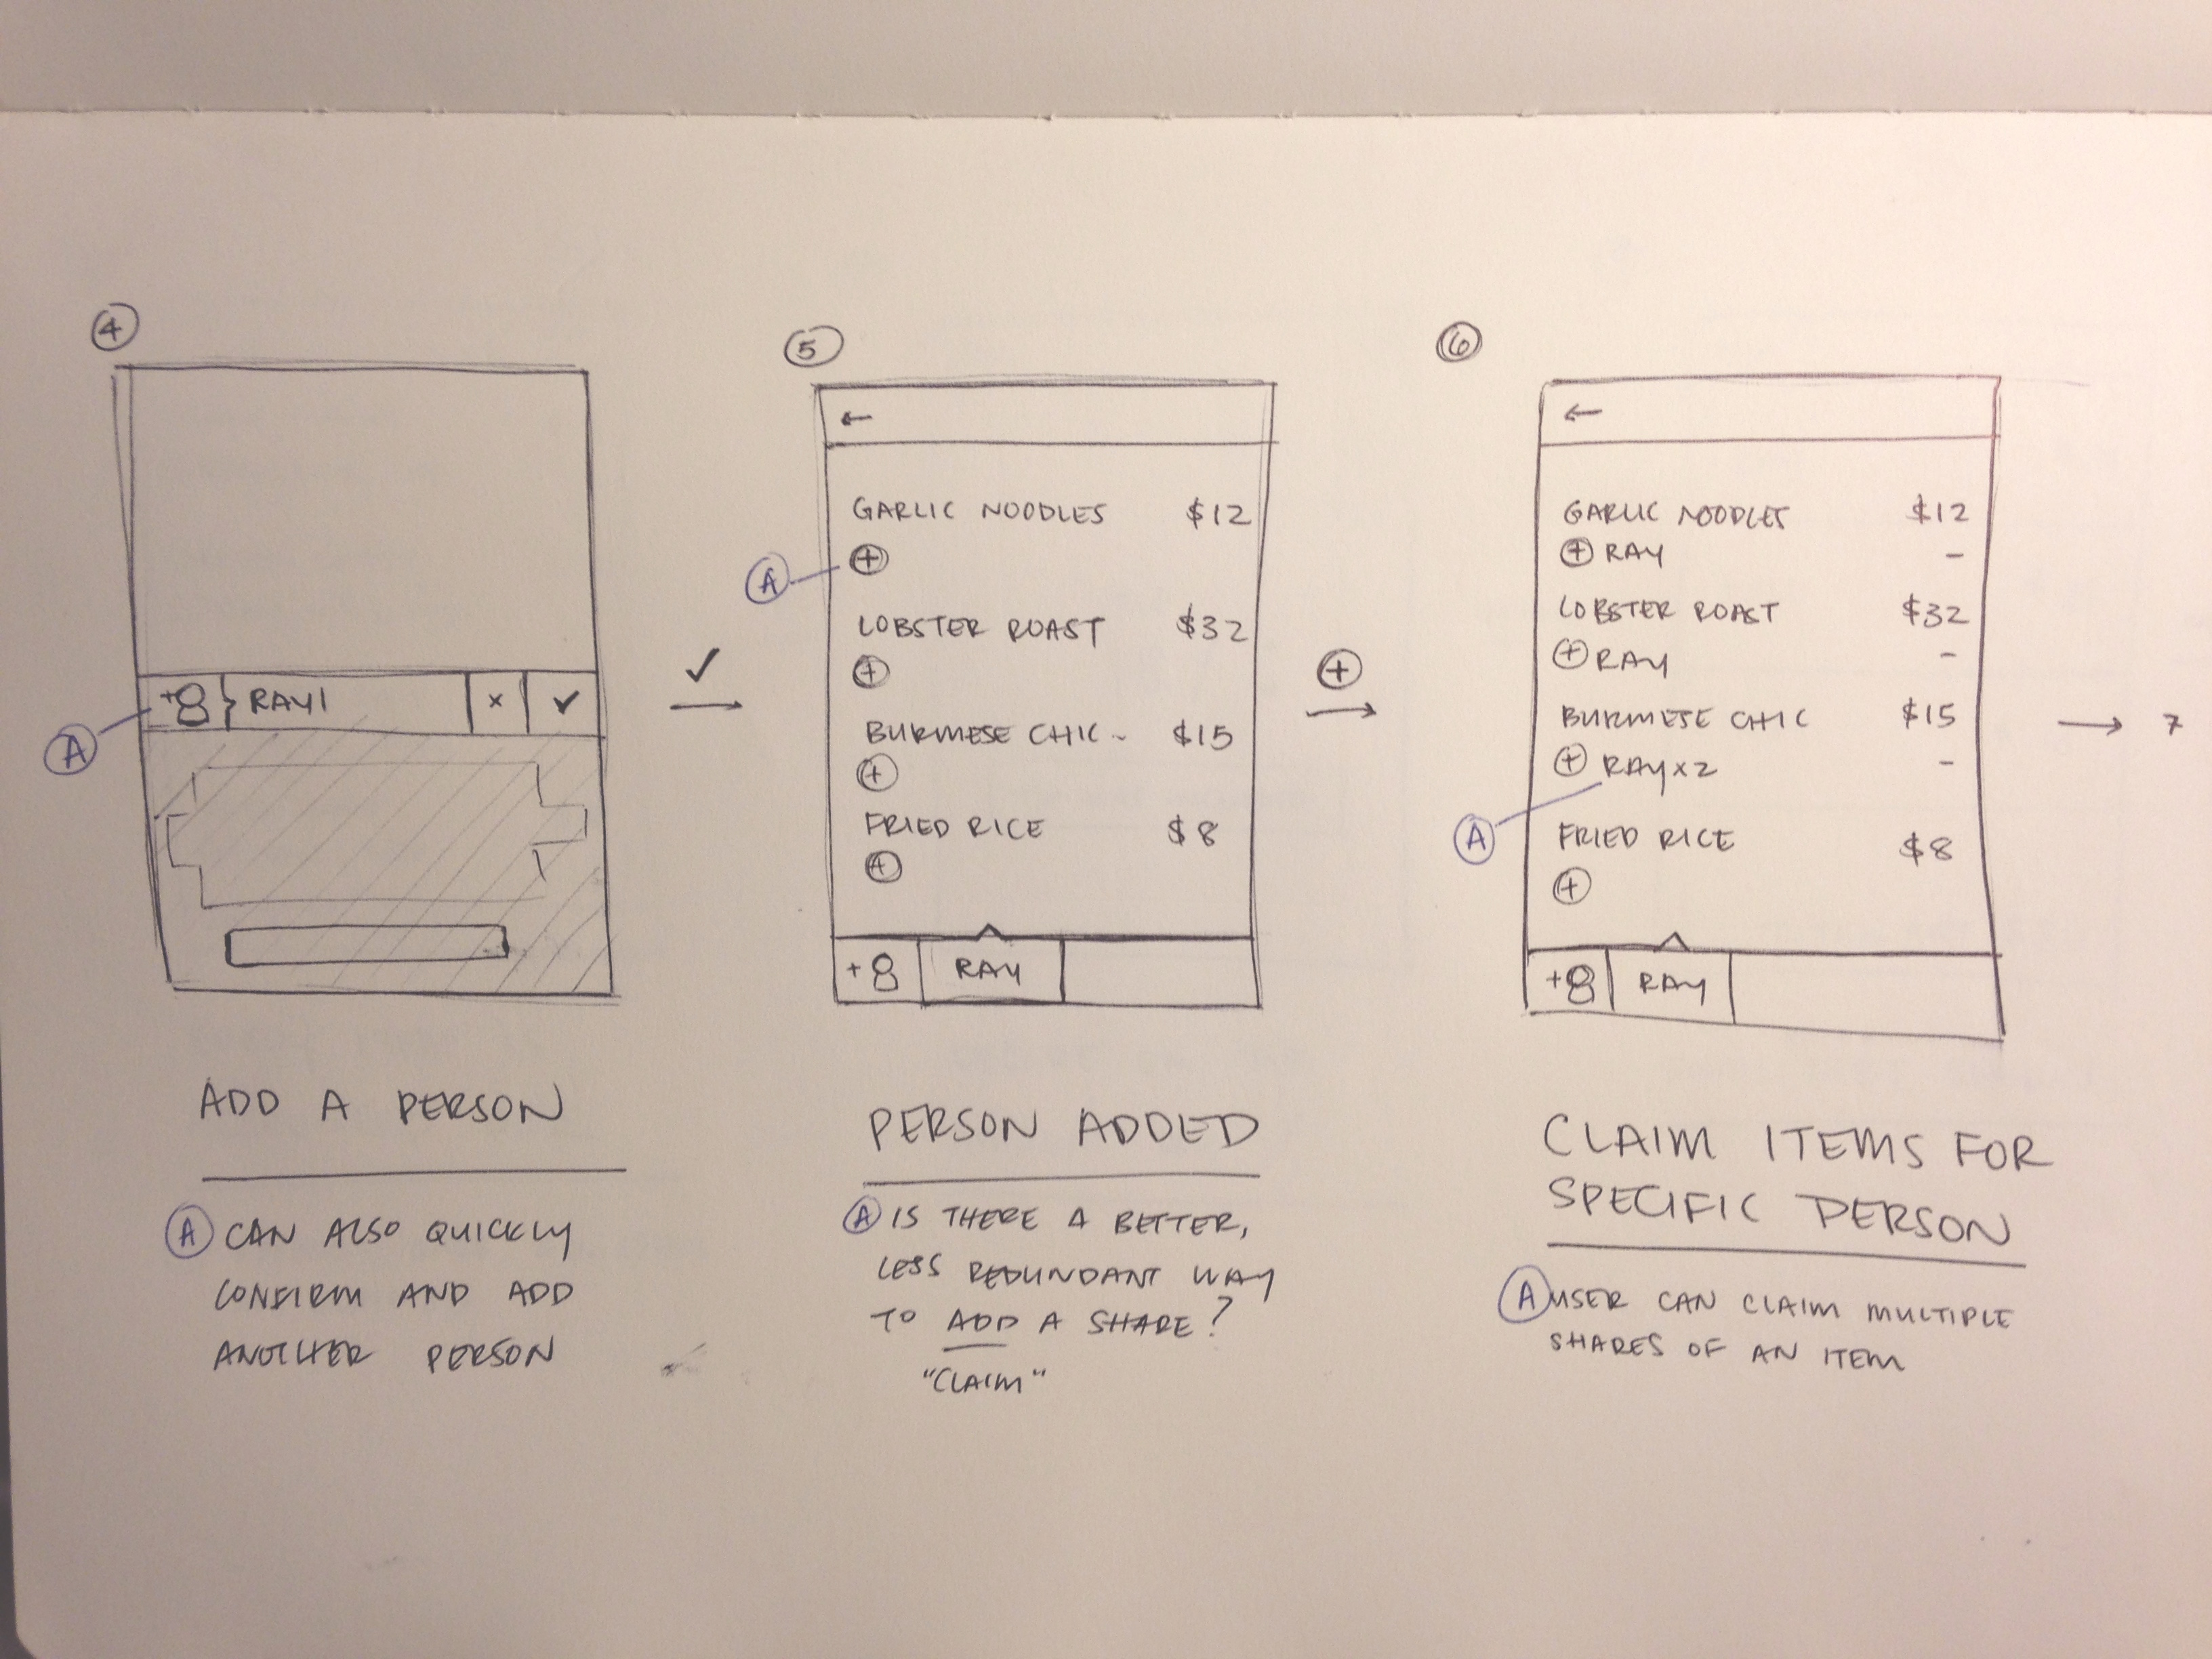 4
RAY
×
✓
A
ADD A PERSON
A CAN ALSO QUICKLY
CONFIRM AND ADD
ANOTHER PERSON
✓
→
5
←
GARLIC NOODLES $12
+
A
LOBSTER ROAST $32
+
BURMESE CHIC - $15
+
FRIED RICE $8
+
+ RAY
PERSON ADDED
A IS THERE A BETTER,
LESS REDUNDANT WAY
TO ADD A SHARE?
"CLAIM"
+
→
6
←
GARLIC NOODLES $12
+ RAY -
LOBSTER ROAST $32
+ RAY -
BURMESE CHIC $15
+ RAY x2 -
A
FRIED RICE $8
+
+ RAY
→ 7
CLAIM ITEMS FOR
SPECIFIC PERSON
A USER CAN CLAIM MULTIPLE
SHARES OF AN ITEM